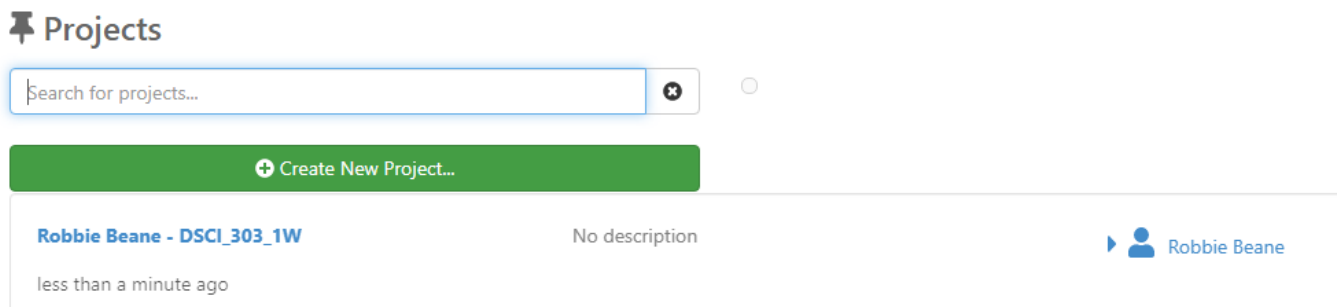 Projects
Search for projects...
Create New Project...
Robbie Beane - DSCI_303_1W No description Robbie Beane
less than a minute ago